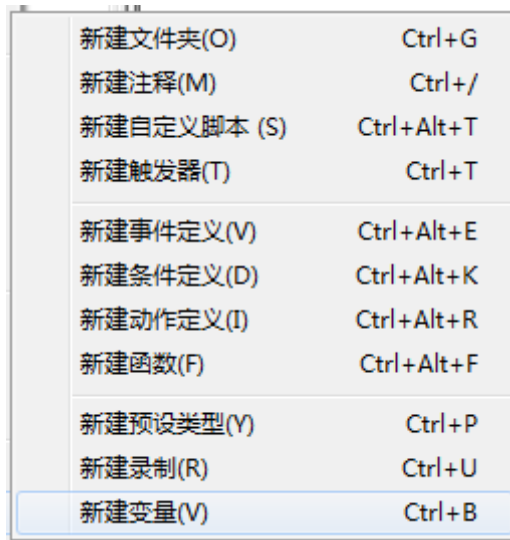 新建文件夹(O) Ctrl+G
新建注释(M) Ctrl+/
新建自定义脚本 (S) Ctrl+Alt+T
新建触发器(T) Ctrl+T
新建事件定义(V) Ctrl+Alt+E
新建条件定义(D) Ctrl+Alt+K
新建动作定义(I) Ctrl+Alt+R
新建函数(F) Ctrl+Alt+F
新建预设类型(Y) Ctrl+P
新建录制(R) Ctrl+U
新建变量(V) Ctrl+B